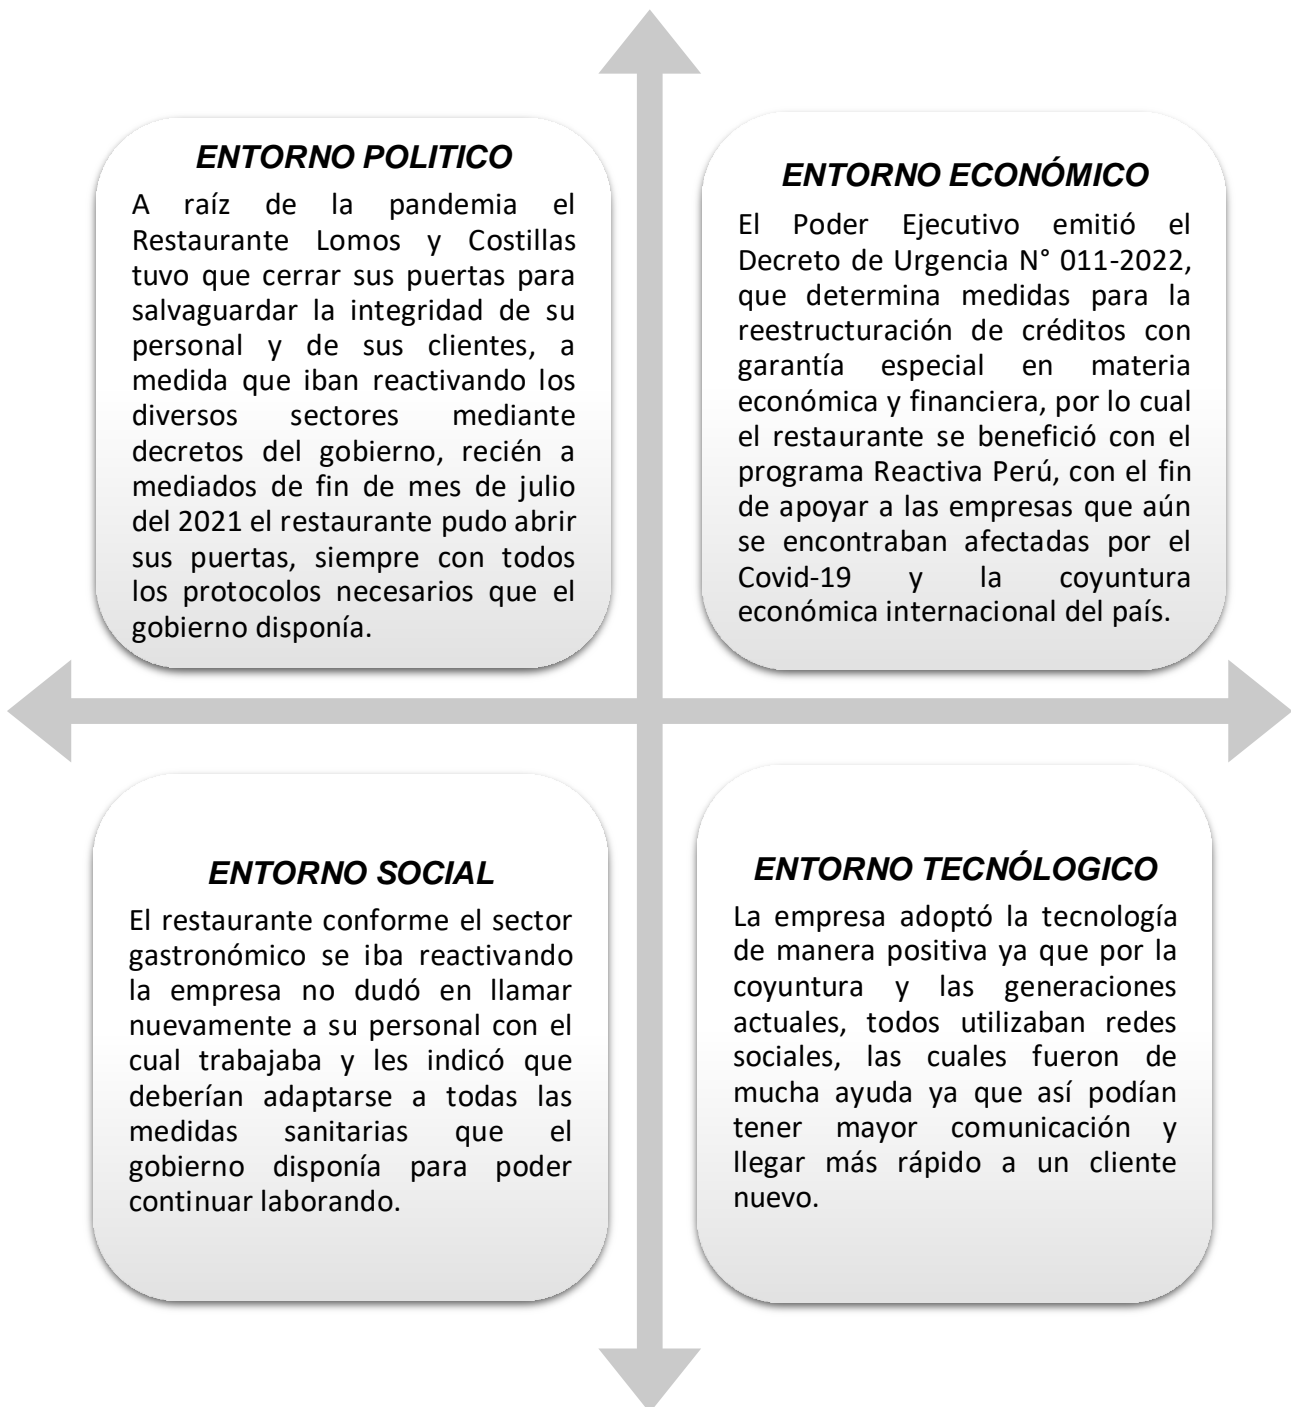 ENTORNO POLITICO
A raíz de la pandemia el
Restaurante Lomos y Costillas
tuvo que cerrar sus puertas para
salvaguardar la integridad de su
personal y de sus clientes, a
medida que iban reactivando los
diversos sectores mediante
decretos del gobierno, recién a
mediados de fin de mes de julio
del 2021 el restaurante pudo abrir
sus puertas, siempre con todos
los protocolos necesarios que el
gobierno disponía.
ENTORNO ECONÓMICO
El Poder Ejecutivo emitió el
Decreto de Urgencia N° 011-2022,
que determina medidas para la
reestructuración de créditos con
garantía especial en materia
económica y financiera, por lo cual
el restaurante se benefició con el
programa Reactiva Perú, con el fin
de apoyar a las empresas que aún
se encontraban afectadas por el
Covid-19 y la coyuntura
económica internacional del país.
ENTORNO SOCIAL
El restaurante conforme el sector
gastronómico se iba reactivando
la empresa no dudó en llamar
nuevamente a su personal con el
cual trabajaba y les indicó que
deberían adaptarse a todas las
medidas sanitarias que el
gobierno disponía para poder
continuar laborando.
ENTORNO TECNÓLOGICO
La empresa adoptó la tecnología
de manera positiva ya que por la
coyuntura y las generaciones
actuales, todos utilizaban redes
sociales, las cuales fueron de
mucha ayuda ya que así podían
tener mayor comunicación y
llegar más rápido a un cliente
nuevo.